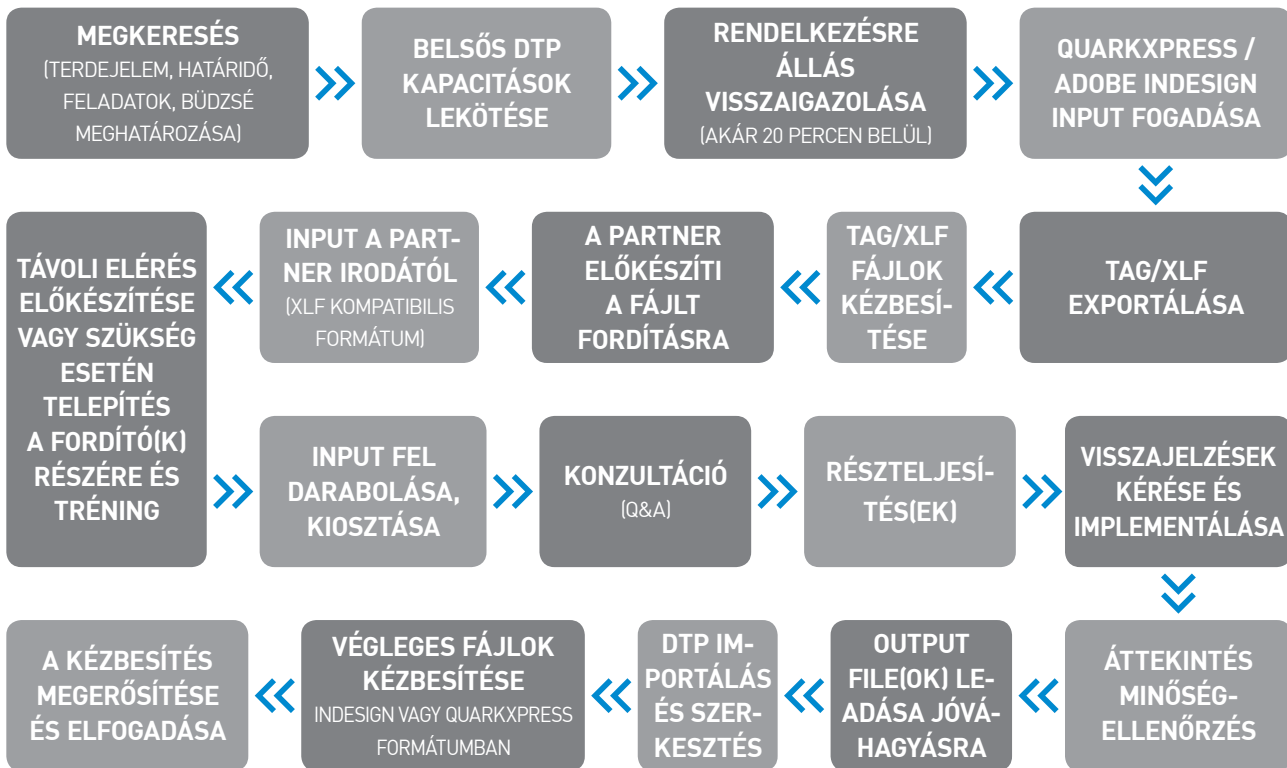 MEGKERESÉS
(TERDEJELEM, HATÁRIDŐ,
FELADATOK, BÜDZSÉ
MEGHATÁROZÁSA)
BELSŐS DTP
KAPACITÁSOK
LEKÖTÉSE
RENDELKEZÉSRE
ÁLLÁS
VISSZAIGAZOLÁSA
(AKÁR 20 PERCEN BELÜL)
QUARKXPRESS /
ADOBE INDESIGN
INPUT FOGADÁSA
TAG/XLF
EXPORTÁLÁSA
TAG/XLF
FÁJLOK
KÉZBESÍ-
TÉSE
A PARTNER
ELŐKÉSZÍTI
A FÁJLT
FORDÍTÁSRA
INPUT A PART-
NER IRODÁTÓL
(XLF KOMPATIBILIS
FORMÁTUM)
TÁVOLI ELÉRÉS
ELŐKÉSZÍTÉSE
VAGY SZÜKSÉG
ESETÉN
TELEPÍTÉS
A FORDÍTÓ(K)
RÉSZÉRE ÉS
TRÉNING
INPUT FEL
DARABOLÁSA,
KIOSZTÁSA
KONZULTÁCIÓ
(Q&A)
RÉSZTELJESÍ-
TÉS(EK)
VISSZAJELZÉSEK
KÉRÉSE ÉS
IMPLEMENTÁLÁSA
ÁTTEKINTÉS
MINŐSÉG-
ELLENŐRZÉS
OUTPUT
FILE(OK) LE-
ADÁSA JÓVÁ-
HAGYÁSRA
DTP IM-
PORTÁLÁS
ÉS SZER-
KESZTÉS
VÉGLEGES FÁJLOK
KÉZBESÍTÉSE
INDESIGN VAGY QUARKXPRESS
FORMÁTUMBAN
A KÉZBESÍTÉS
MEGERŐSÍTÉSE
ÉS ELFOGADÁSA